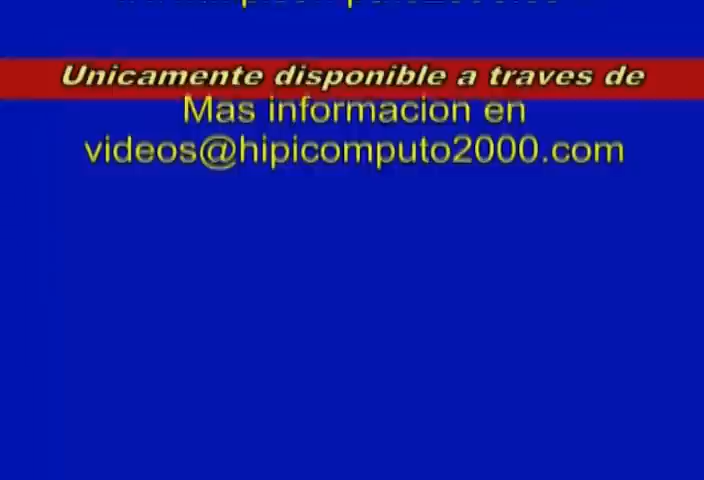 Unicamente disponible a traves de
Mas informacion en
videos@hipicomputo2000.com